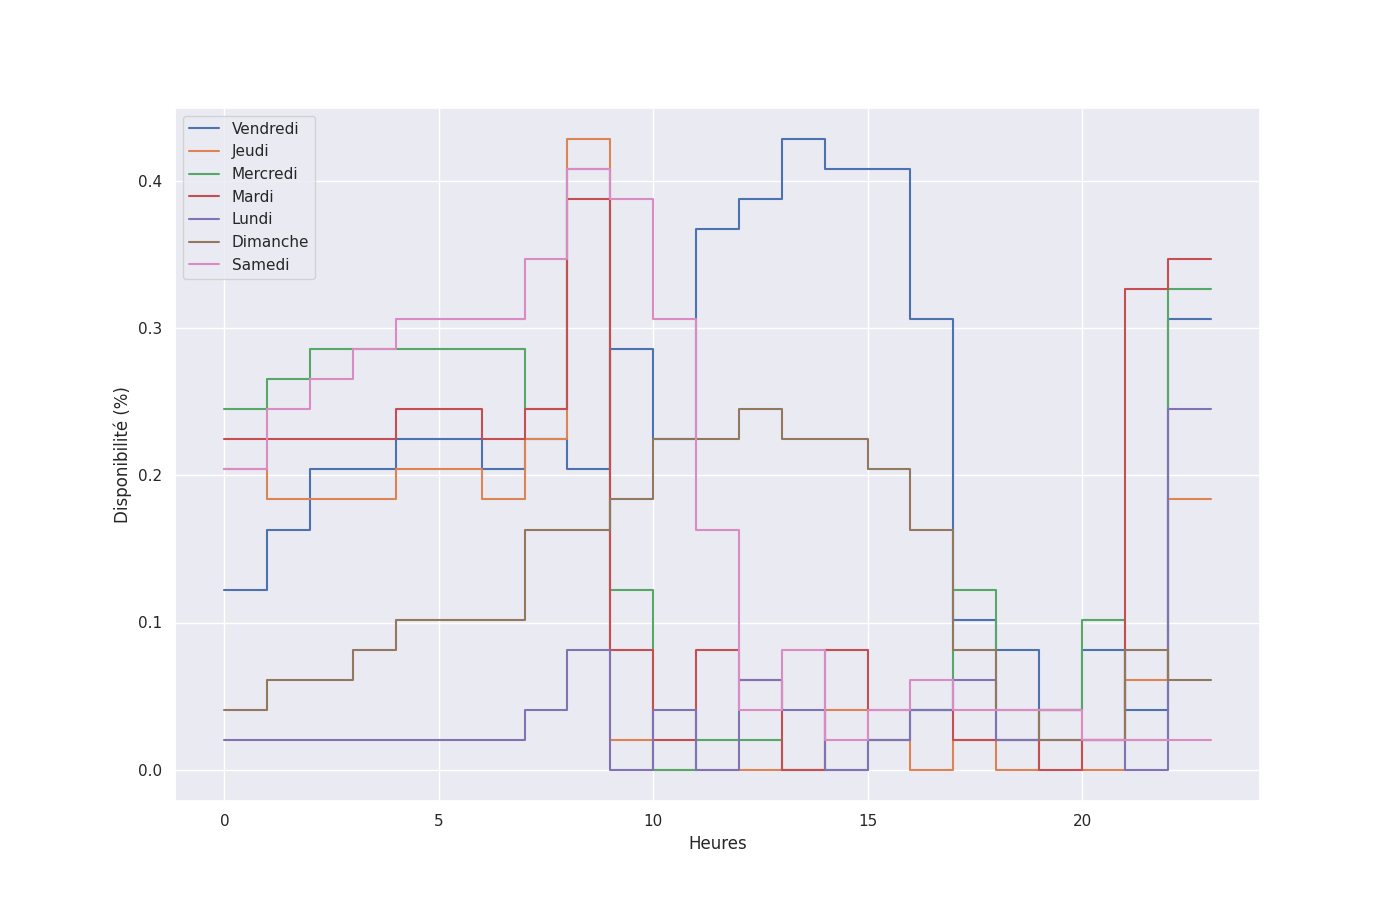 Vendredi
Jeudi
Mercredi
Mardi
Lundi
Dimanche
Samedi
Disponibilité (%)
0.4
0.3
0.2
0.1
0.0
0 5 10 15 20
Heures